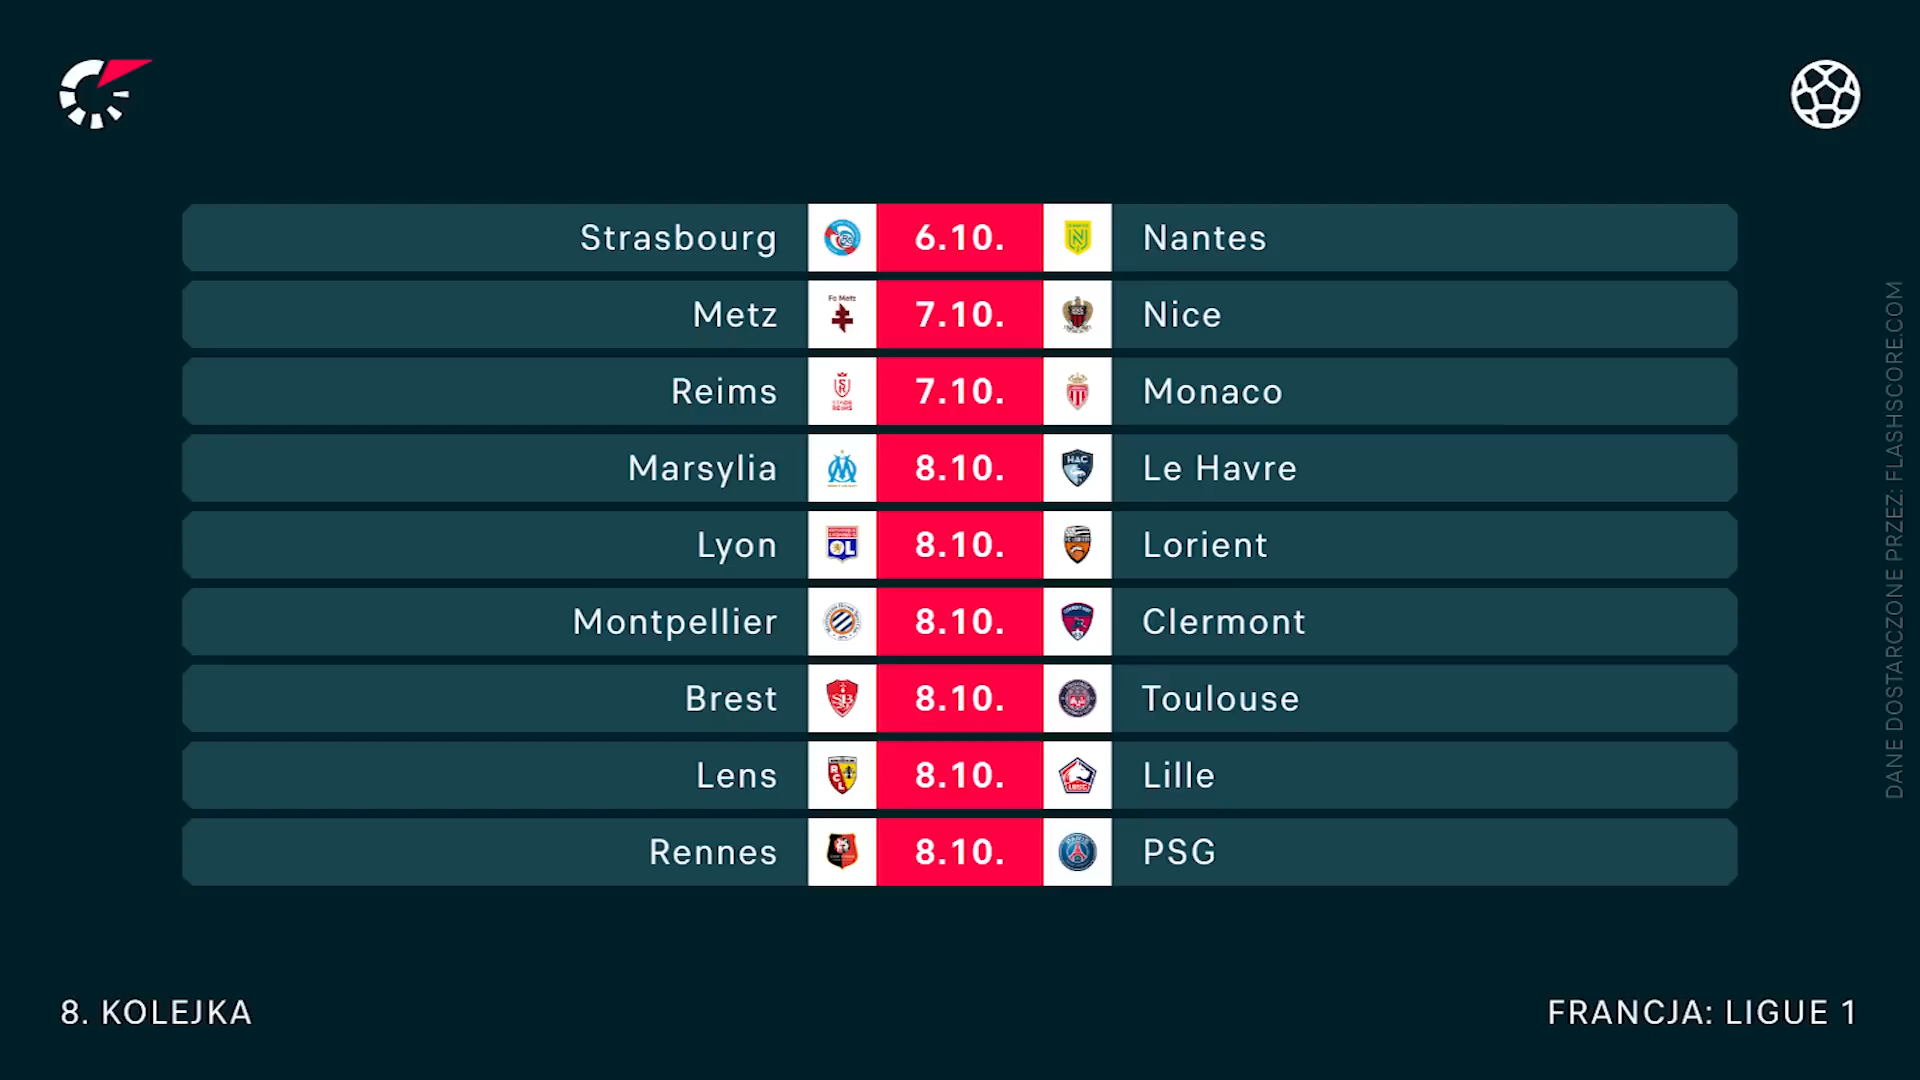 Strasbourg 6.10. Nantes
Metz 7.10. Nice
Reims 7.10. Monaco
Marsylia 8.10. Le Havre
Lyon 8.10. Lorient
Montpellier 8.10. Clermont
Brest 8.10. Toulouse
Lens 8.10. Lille
Rennes 8.10. PSG
8. KOLEJKA
FRANCJA: LIGUE 1
DANE DOSTARCZONE PRZEZ: FLASHSCORE.COM